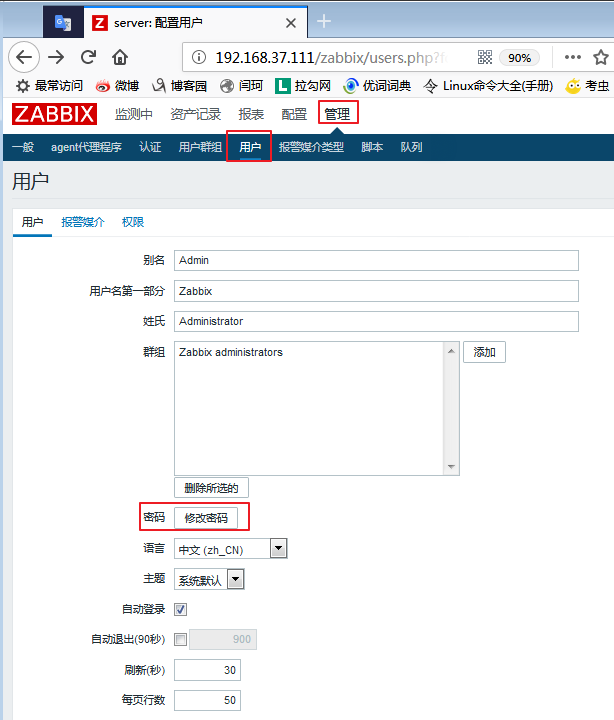 server: 配置用户
192.168.37.111/zabbix/users.php?f
90%
最常访问 微博 博客园 闫珂 拉勾网 优词词典 Linux命令大全(手册) 考虫
ZABBIX 监测中 资产记录 报表 配置 管理
一般 agent代理程序 认证 用户群组 用户 报警媒介类型 脚本 队列
用户
用户 报警媒介 权限
别名 Admin
用户名第一部分 Zabbix
姓氏 Administrator
群组 Zabbix administrators 添加
删除所选的
密码 修改密码
语言 中文 (zh_CN)
主题 系统默认
自动登录
自动退出(90秒) 900
刷新(秒) 30
每页行数 50